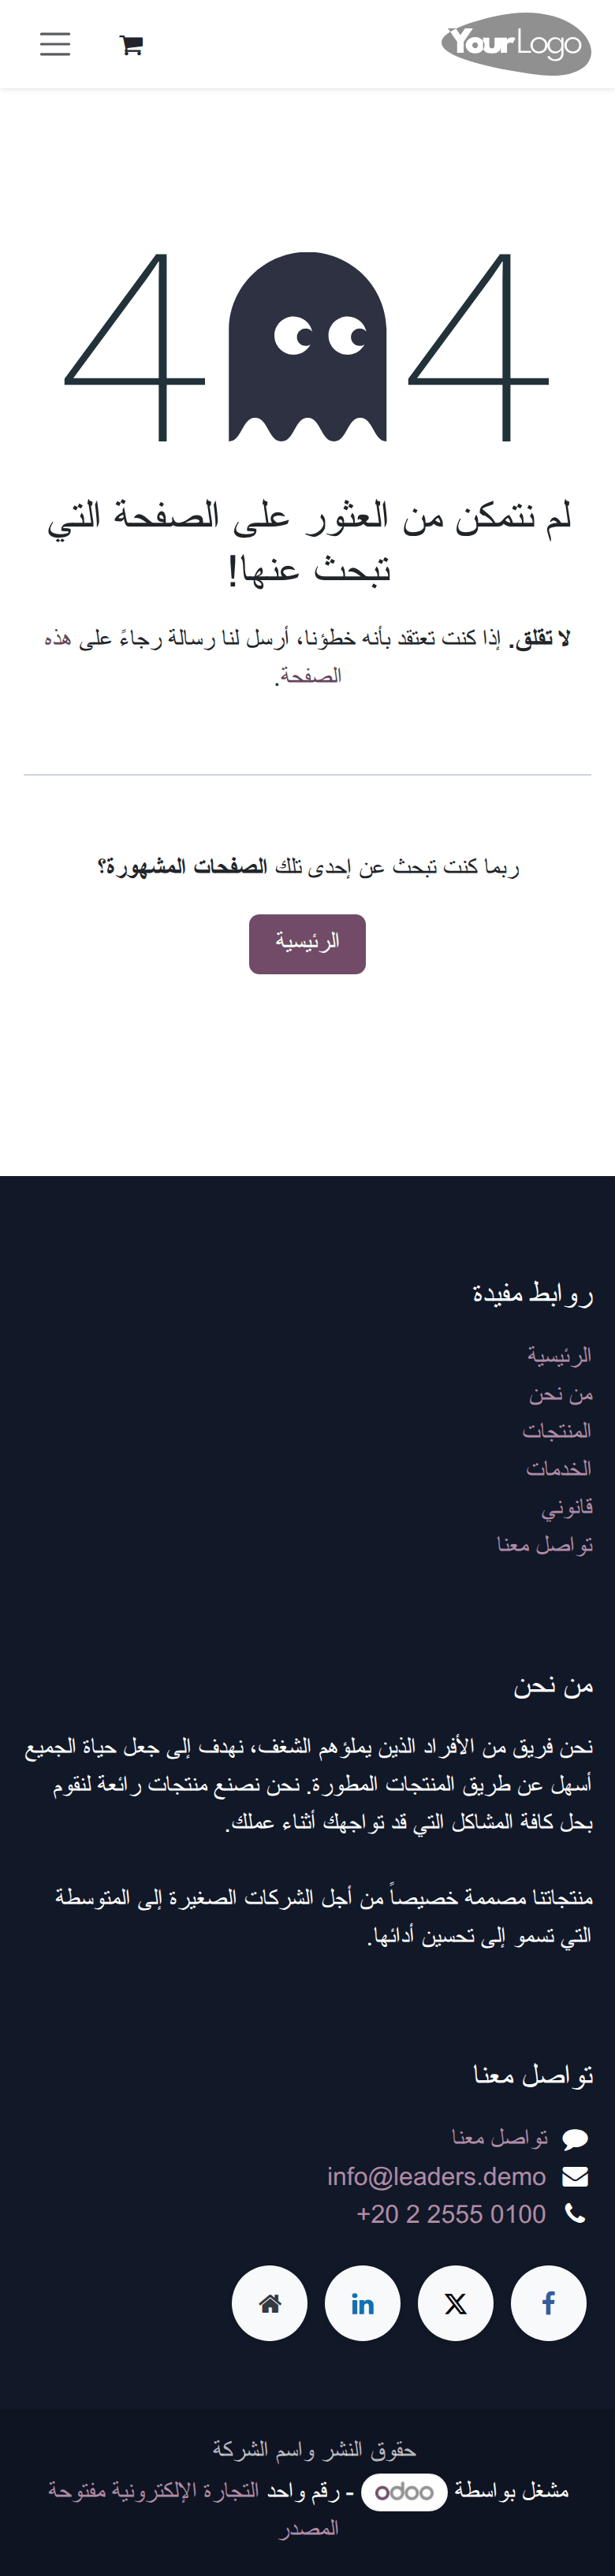 YourLogo
4 4
لم نتمكن من العثور على الصفحة التي
تبحث عنها!
لا تقلق. إذا كنت تعتقد بأنه خطؤنا، أرسل لنا رسالة رجاءً على هذه
الصفحة.
ربما كنت تبحث عن إحدى تلك الصفحات المشهورة؟
الرئيسية
روابط مفيدة
الرئيسية
من نحن
المنتجات
الخدمات
قانوني
تواصل معنا
من نحن
نحن فريق من الأفراد الذين يملؤهم الشغف، نهدف إلى جعل حياة الجميع
أسهل عن طريق المنتجات المطورة. نحن نصنع منتجات رائعة لنقوم
بحل كافة المشاكل التي قد تواجهك أثناء عملك.
منتجاتنا مصممة خصيصاً من أجل الشركات الصغيرة إلى المتوسطة
التي تسمو إلى تحسين أدائها.
تواصل معنا
تواصل معنا
info@leaders.demo
+20 2 2555 0100
حقوق النشر واسم الشركة
مشغل بواسطة odoo - رقم واحد التجارة الإلكترونية مفتوحة
المصدر